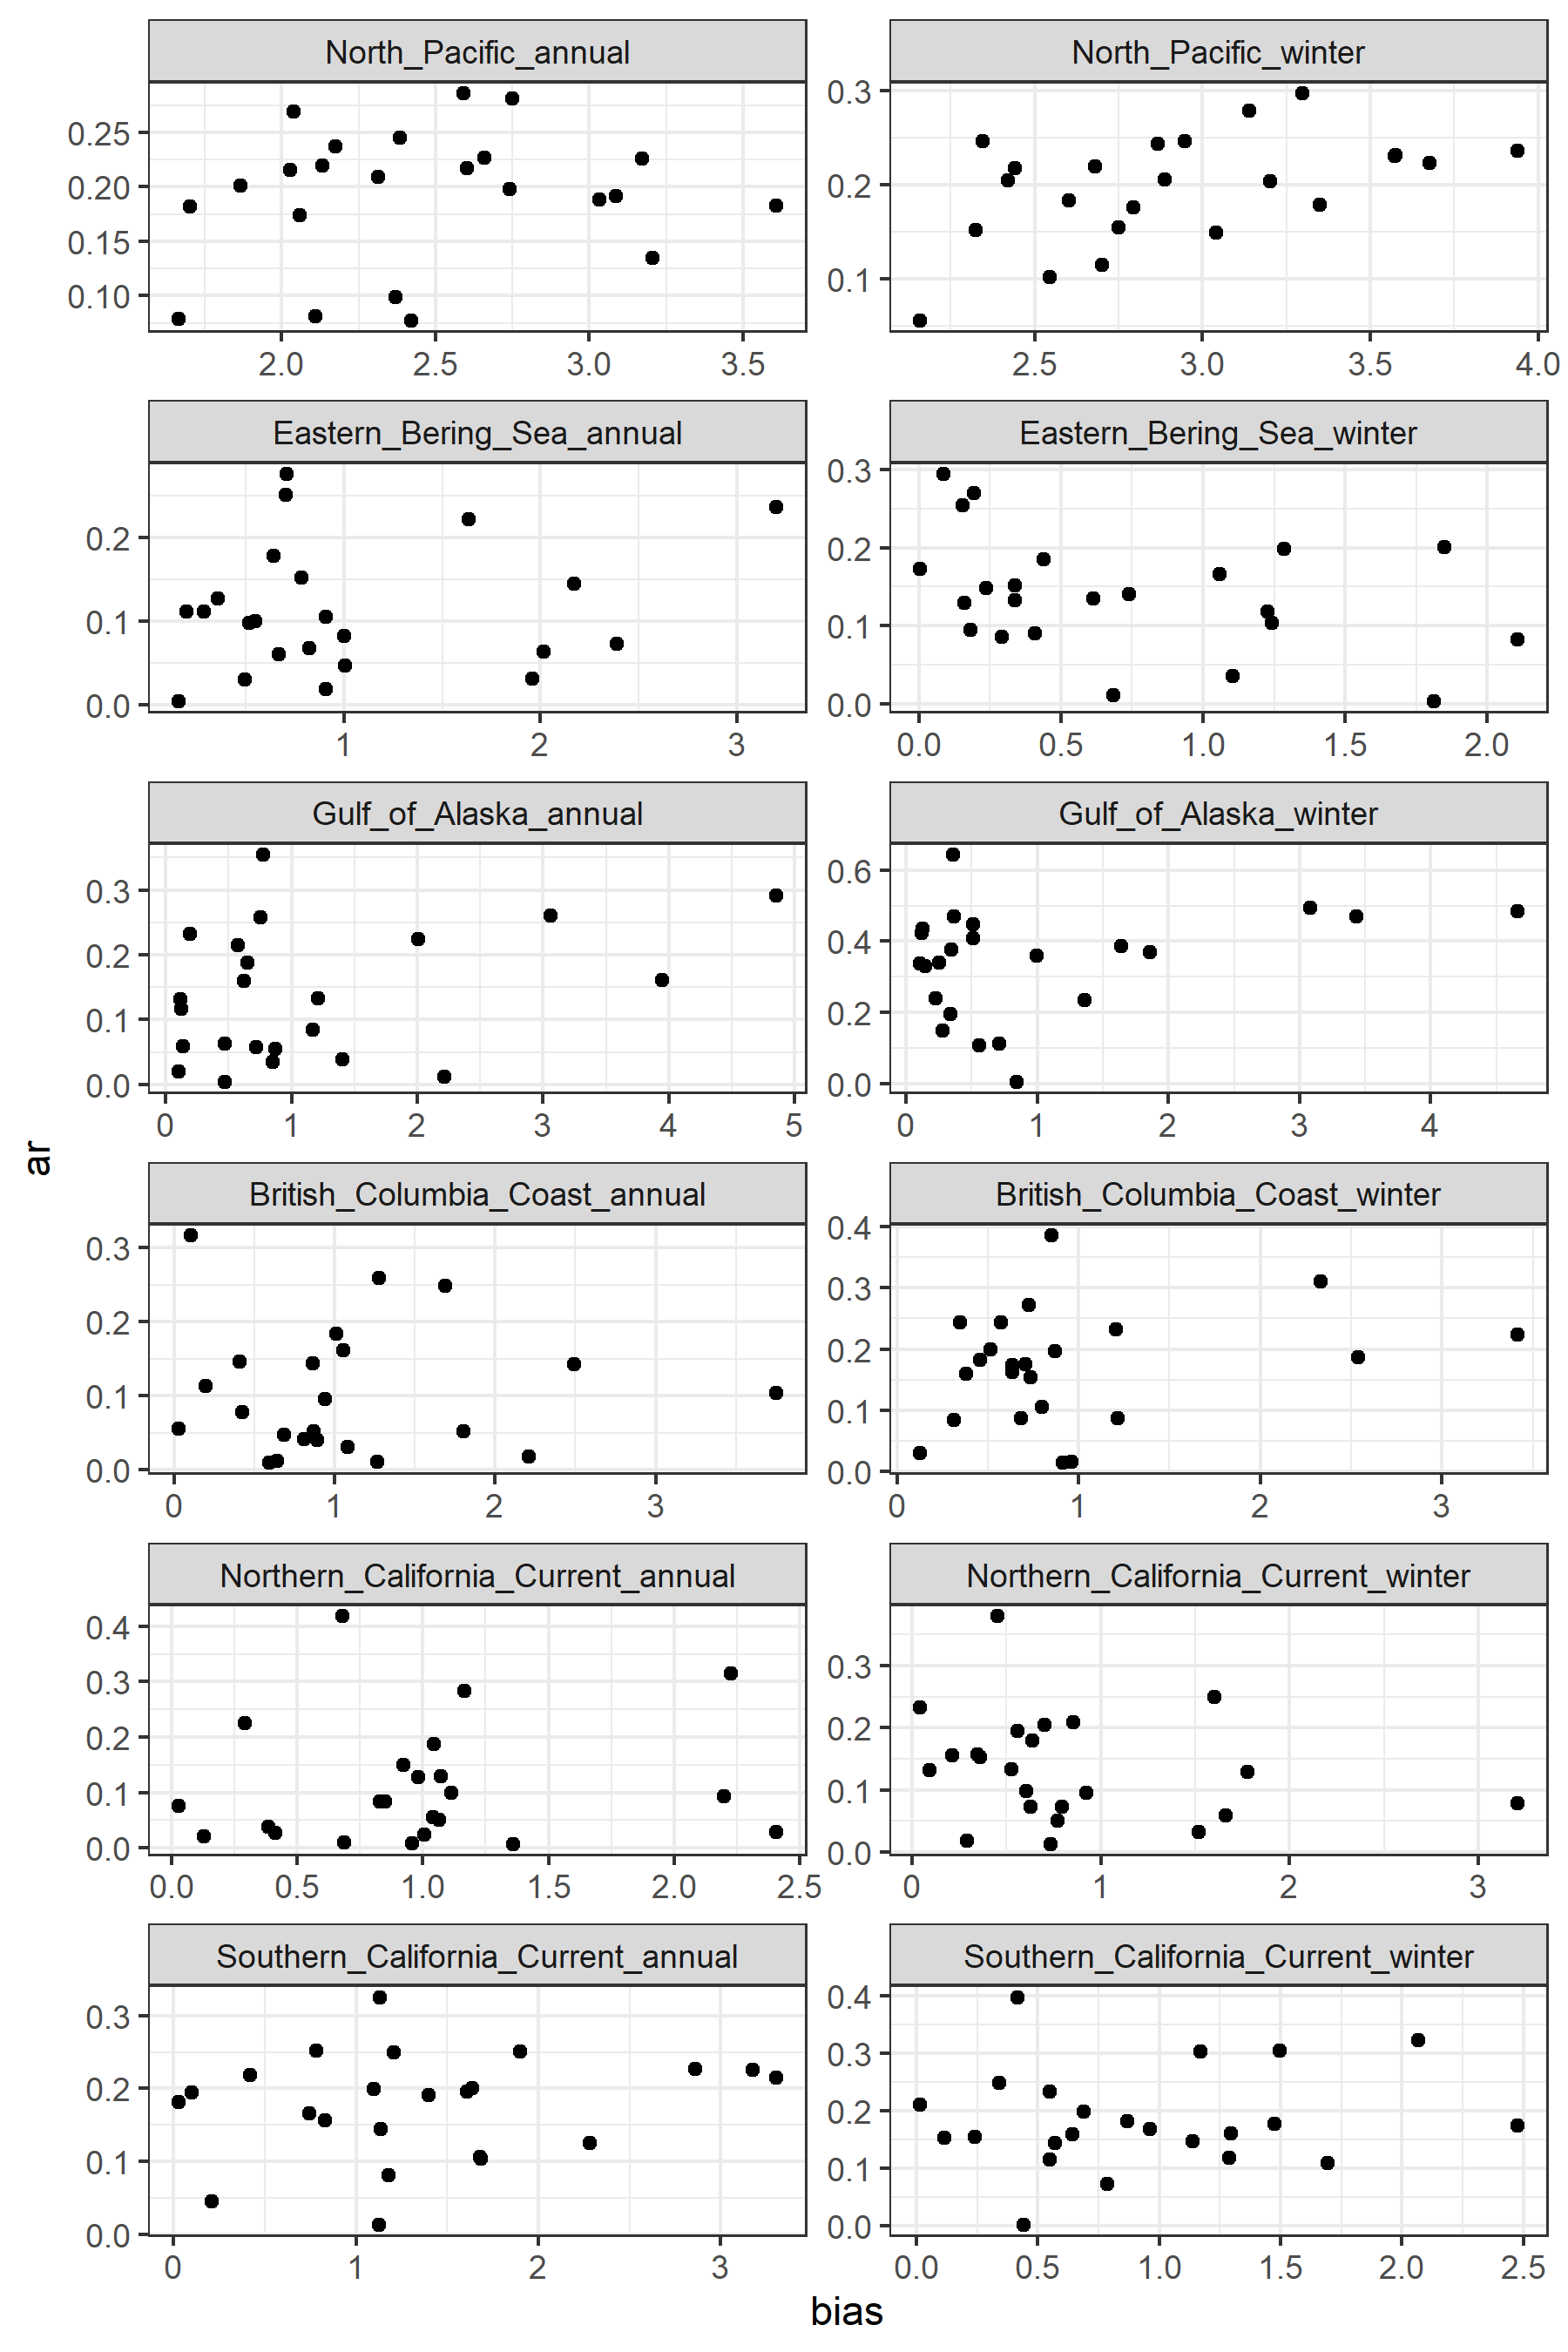 North_Pacific_annual North_Pacific_winter
0.25 0.20 0.15 0.10
0.3 0.2 0.1
2.0 2.5 3.0 3.5
2.5 3.0 3.5 4.0
Eastern_Bering_Sea_annual Eastern_Bering_Sea_winter
0.2 0.1 0.0
0.3 0.2 0.1 0.0
1 2 3
0.0 0.5 1.0 1.5 2.0
Gulf_of_Alaska_annual Gulf_of_Alaska_winter
0.3 0.2 0.1 0.0
0.6 0.4 0.2 0.0
0 1 2 3 4 5
0 1 2 3 4
ar
British_Columbia_Coast_annual British_Columbia_Coast_winter
0.3 0.2 0.1 0.0
0.4 0.3 0.2 0.1 0.0
0 1 2 3
0 1 2 3
Northern_California_Current_annual Northern_California_Current_winter
0.4 0.3 0.2 0.1 0.0
0.3 0.2 0.1 0.0
0.0 0.5 1.0 1.5 2.0 2.5
0 1 2 3
Southern_California_Current_annual Southern_California_Current_winter
0.3 0.2 0.1 0.0
0.4 0.3 0.2 0.1 0.0
0 1 2 3
0.0 0.5 1.0 1.5 2.0 2.5
bias